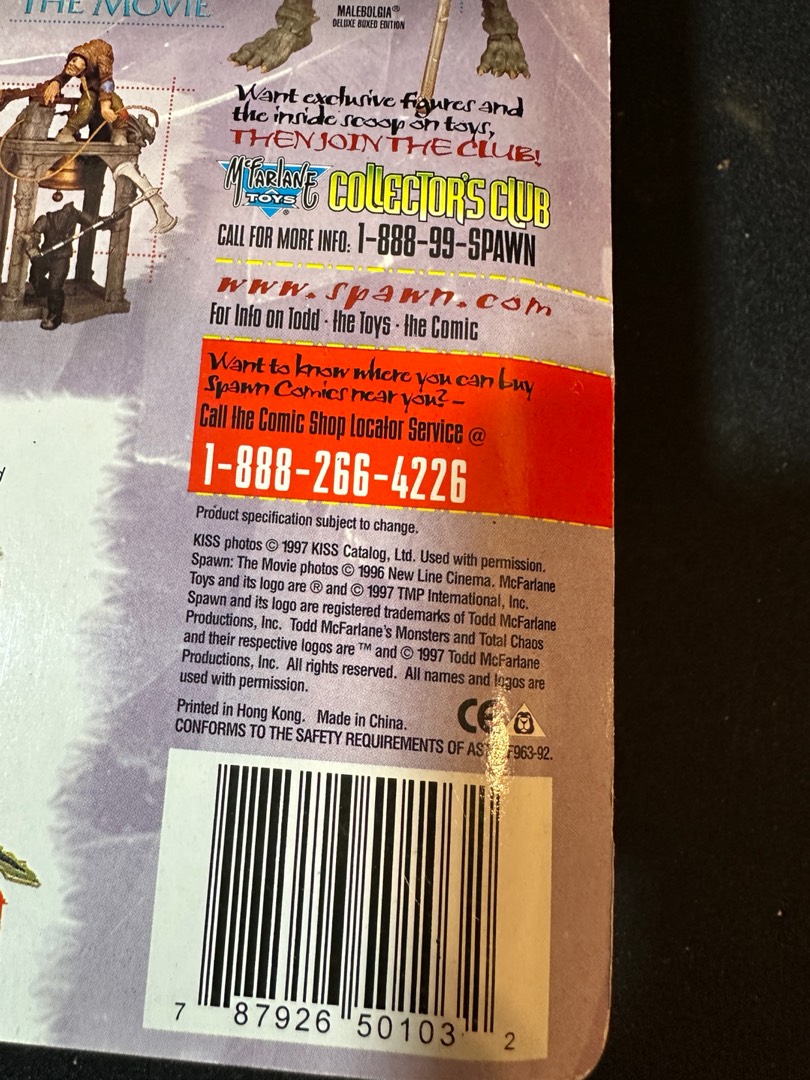 THE MOVIE
MALEBOLGIA®
DELUXE BOXED EDITION
Want exclusive figures and
the inside scoop on toys,
THEN JOIN THE CLUB!
McFARLANE
TOYS®
COLLECTOR'S CLUB
CALL FOR MORE INFO: 1-888-99-SPAWN
www.spawn.com
For Info on Todd · the Toys · the Comic
Want to know where you can buy
Spawn Comics near you? –
Call the Comic Shop Locator Service @
1-888-266-4226
Product specification subject to change.
KISS photos © 1997 KISS Catalog, Ltd. Used with permission.
Spawn: The Movie photos © 1996 New Line Cinema. McFarlane
Toys and its logo are ® and © 1997 TMP International, Inc.
Spawn and its logo are registered trademarks of Todd McFarlane
Productions, Inc. Todd McFarlane's Monsters and Total Chaos
and their respective logos are ™ and © 1997 Todd McFarlane
Productions, Inc. All rights reserved. All names and logos are
used with permission.
Printed in Hong Kong. Made in China.
CE
CONFORMS TO THE SAFETY REQUIREMENTS OF F963-92.
7 87926 50103 2